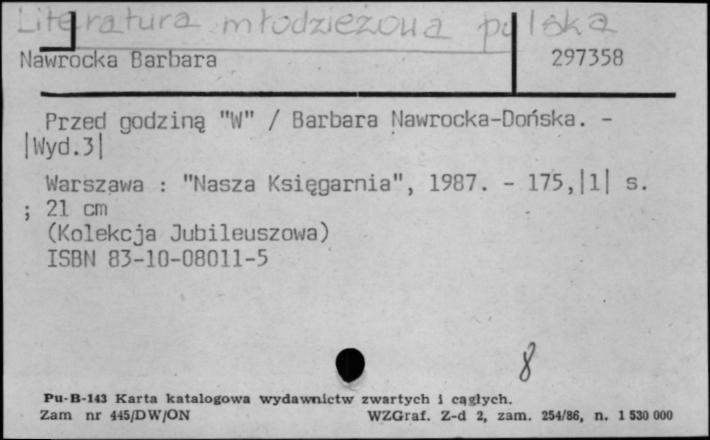 Literatura młodzieżowa polska
Nawrocka Barbara 297358
Przed godziną "W" / Barbara Nawrocka-Dońska. -
|Wyd.3|
Warszawa : "Nasza Księgarnia", 1987. - 175,|1| s.
; 21 cm
(Kolekcja Jubileuszowa)
ISBN 83-10-08011-5
8
Pu-B-143 Karta katalogowa wydawnictw zwartych i ciągłych.
Zam nr 445/DW/ON WZGraf. Z-d 2, zam. 254/86, n. 1 530 000